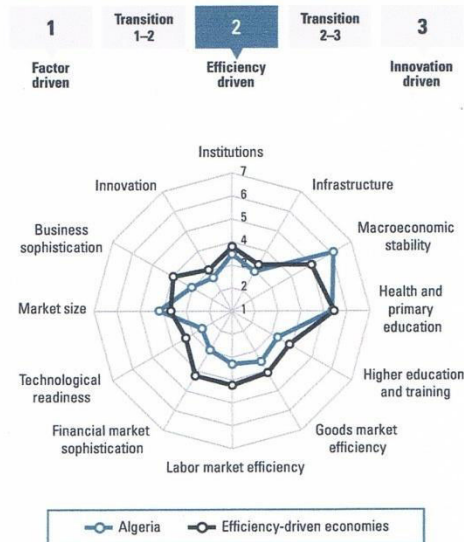 1
Transition
1–2
2
Transition
2–3
3
Factor
driven
Efficiency
driven
Innovation
driven
Institutions
7
Innovation
6
Infrastructure
5
Business
sophistication
4
Macroeconomic
stability
3
2
Market size
1
Health and
primary
education
Technological
readiness
Higher education
and training
Financial market
sophistication
Goods market
efficiency
Labor market efficiency
Algeria
Efficiency-driven economies